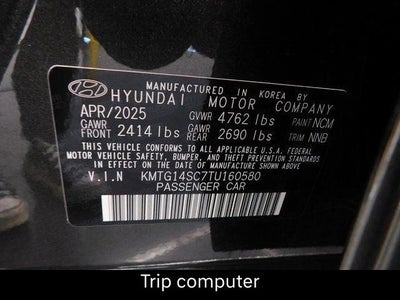 MANUFACTURED IN KOREA BY
HYUNDAI MOTOR COMPANY
APR/2025 GVWR 4762 lbs PAINT NCM
GAWR FRONT 2414 lbs GAWR REAR 2690 lbs TRIM NNB
THIS VEHICLE CONFORMS TO ALL APPLICABLE U.S.A. FEDERAL
MOTOR VEHICLE SAFETY, BUMPER, AND THEFT PREVENTION STANDARDS
IN EFFECT ON THE DATE OF MANUFACTURE SHOWN ABOVE.
V.I.N KMTG14SC7TU160580
PASSENGER CAR
Trip computer